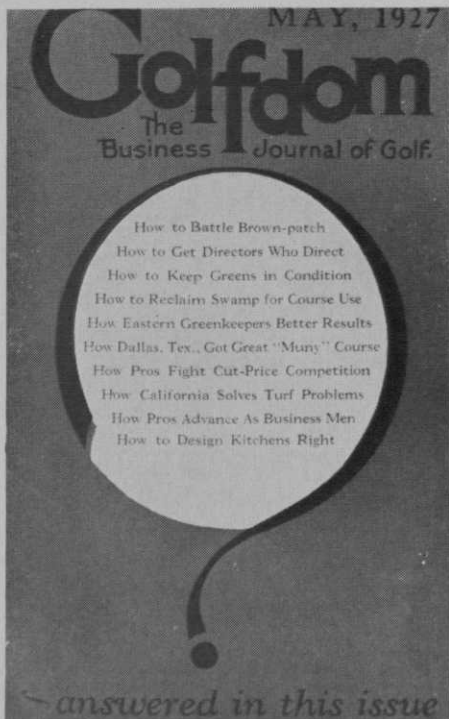 MAY, 1927
Golfdom
The
Business Journal of Golf.
How to Battle Brown-patch
How to Get Directors Who Direct
How to Keep Greens in Condition
How to Reclaim Swamp for Course Use
How Eastern Greenkeepers Better Results
How Dallas, Tex., Got Great "Muny" Course
How Pros Fight Cut-Price Competition
How California Solves Turf Problems
How Pros Advance As Business Men
How to Design Kitchens Right
?
—answered in this issue